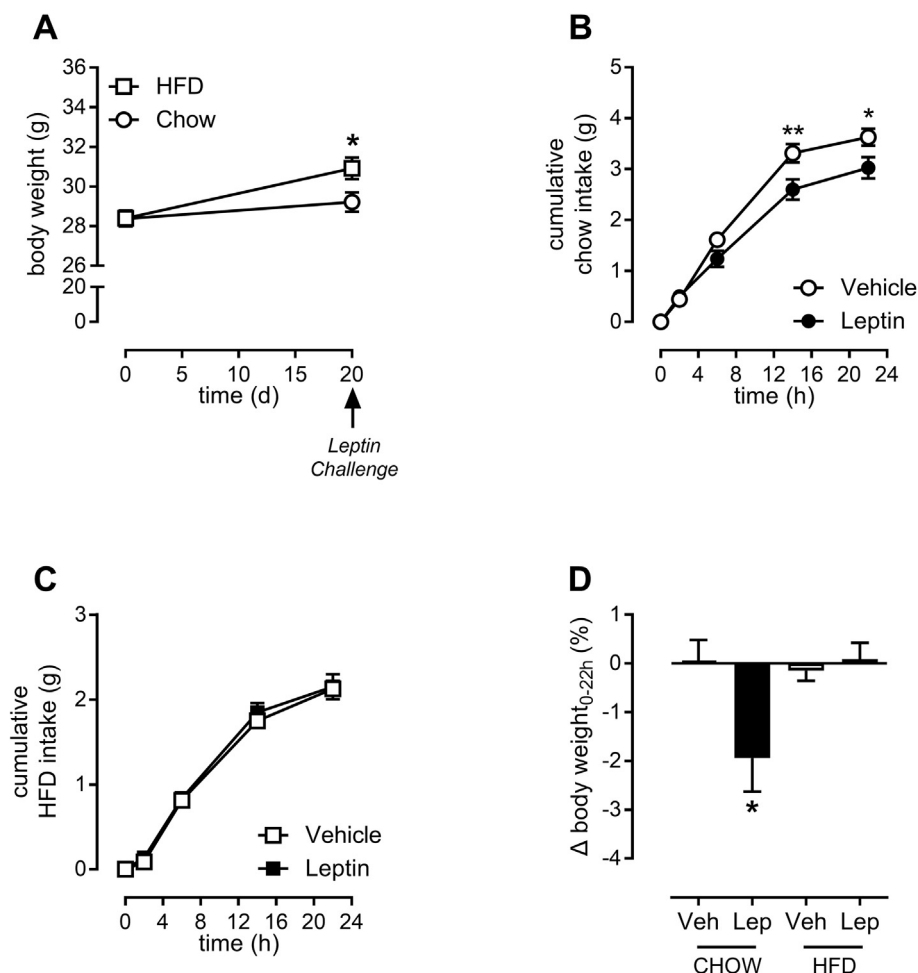 A
36
34
32
30
28
26
20
0
body weight (g)
HFD
Chow
*
0 5 10 15 20
time (d)
Leptin
Challenge
B
5
4
3
2
1
0
cumulative
chow intake (g)
**
*
Vehicle
Leptin
0 4 8 12 16 20 24
time (h)
C
3
2
1
0
cumulative
HFD intake (g)
Vehicle
Leptin
0 4 8 12 16 20 24
time (h)
D
1
0
-1
-2
-3
-4
Δ body weight0-22h (%)
*
Veh Lep Veh Lep
CHOW HFD